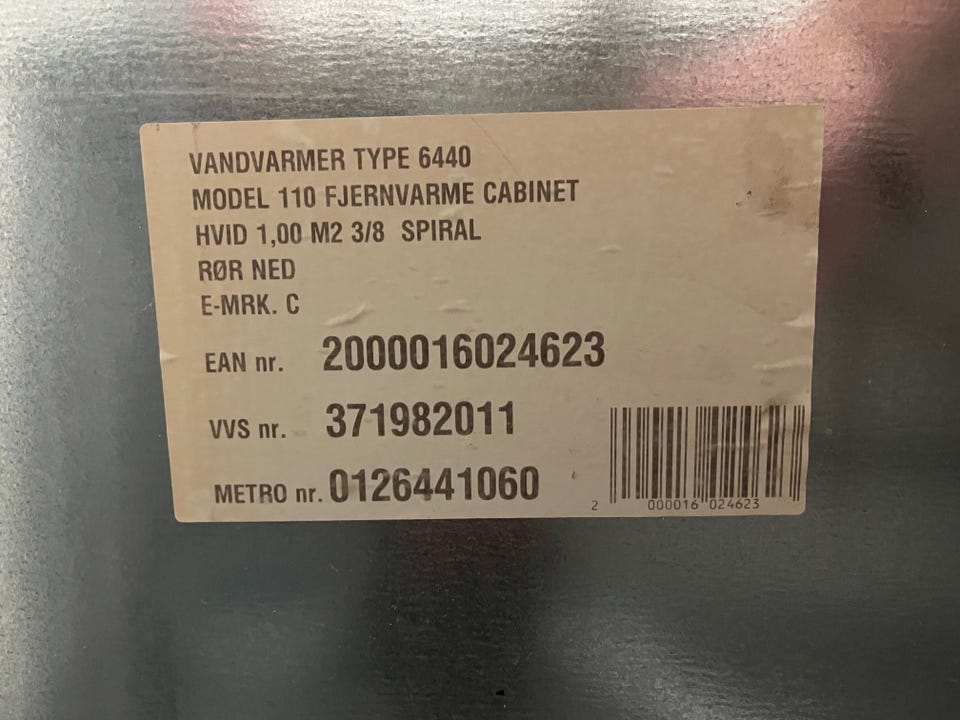 VANDVARMER TYPE 6440
MODEL 110 FJERNVARME CABINET
HVID 1,00 M2 3/8 SPIRAL
RØR NED
E-MRK. C
EAN nr. 2000016024623
VVS nr. 371982011
METRO nr. 0126441060
2 000016 024623